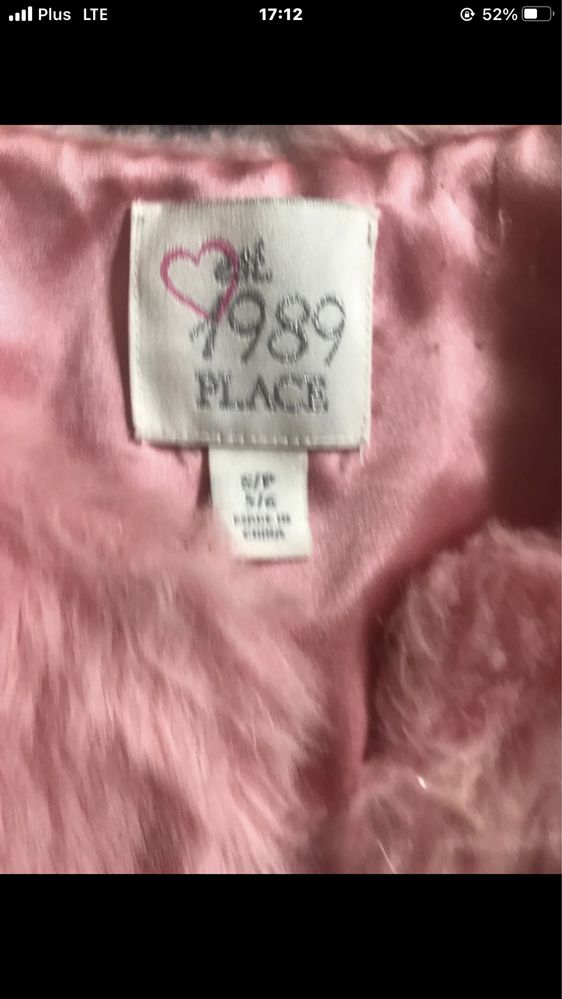 Plus LTE 17:12 52%
est.
1989
PLACE
S/P
5/6
MADE IN
CHINA